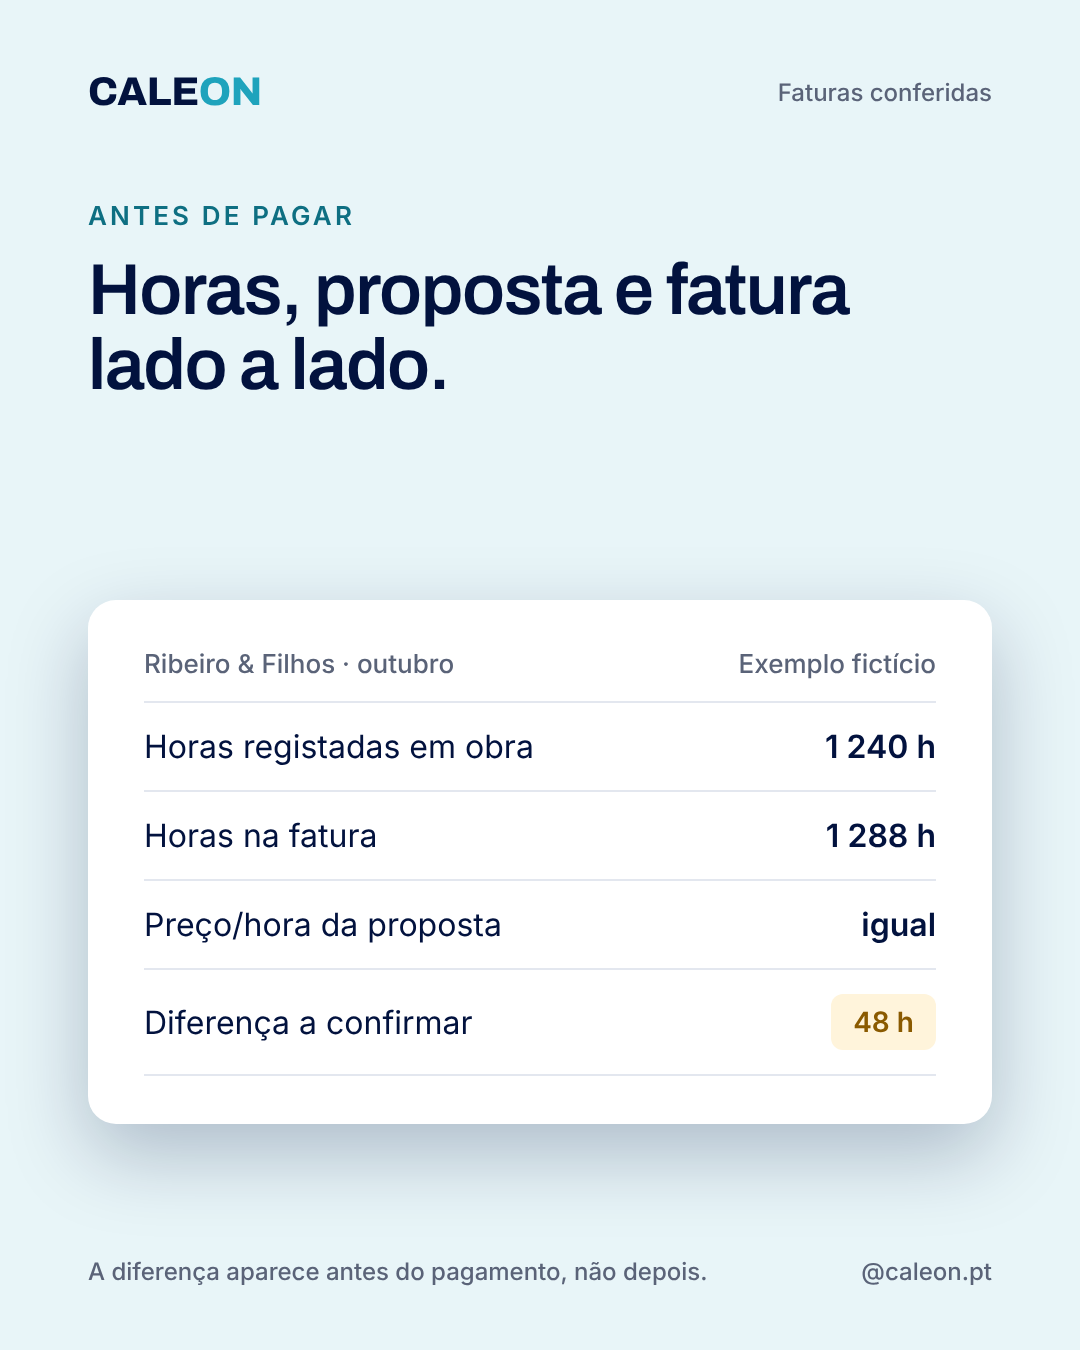 CALEON
Faturas conferidas
ANTES DE PAGAR
Horas, proposta e fatura
lado a lado.
Ribeiro & Filhos · outubro
Exemplo fictício
Horas registadas em obra
1 240 h
Horas na fatura
1 288 h
Preço/hora da proposta
igual
Diferença a confirmar
48 h
A diferença aparece antes do pagamento, não depois.
@caleon.pt